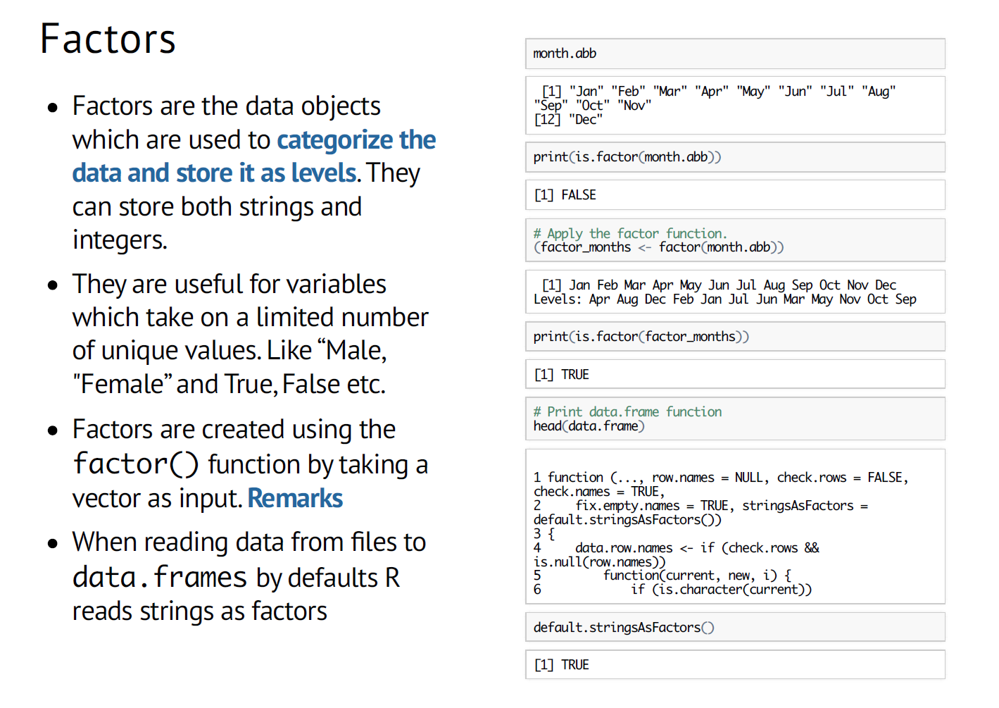 Factors
• Factors are the data objects
which are used to categorize the
data and store it as levels. They
can store both strings and
integers.
• They are useful for variables
which take on a limited number
of unique values. Like “Male,
"Female” and True, False etc.
• Factors are created using the
factor() function by taking a
vector as input. Remarks
• When reading data from files to
data.frames by defaults R
reads strings as factors
month.abb
 [1] "Jan" "Feb" "Mar" "Apr" "May" "Jun" "Jul" "Aug"
"Sep" "Oct" "Nov"
[12] "Dec"
print(is.factor(month.abb))
[1] FALSE
# Apply the factor function.
(factor_months <- factor(month.abb))
 [1] Jan Feb Mar Apr May Jun Jul Aug Sep Oct Nov Dec
Levels: Apr Aug Dec Feb Jan Jul Jun Mar May Nov Oct Sep
print(is.factor(factor_months))
[1] TRUE
# Print data.frame function
head(data.frame)
1 function (..., row.names = NULL, check.rows = FALSE,
check.names = TRUE,
2     fix.empty.names = TRUE, stringsAsFactors =
default.stringsAsFactors())
3 {
4     data.row.names <- if (check.rows &&
is.null(row.names))
5         function(current, new, i) {
6             if (is.character(current))
default.stringsAsFactors()
[1] TRUE